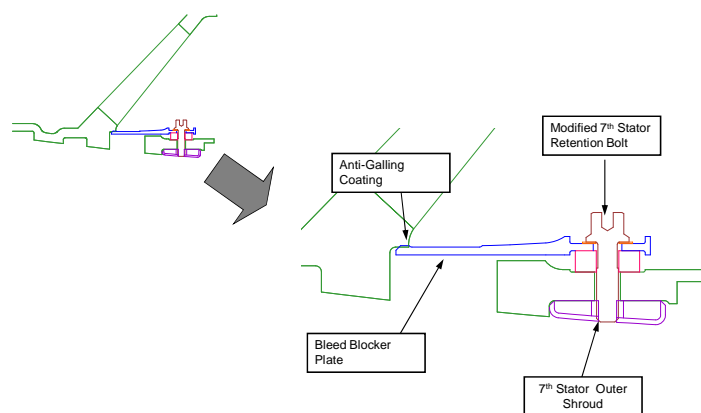 Modified 7th Stator
Retention Bolt
Anti-Galling
Coating
Bleed Blocker
Plate
7th Stator Outer
Shroud